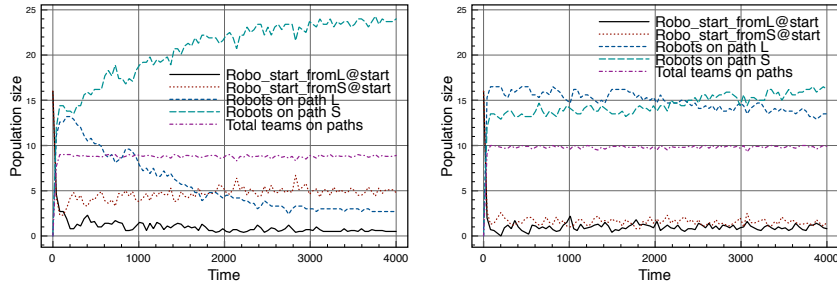 25
20
15
10
5
0
Population size
Robo_start_fromL@start
Robo_start_fromS@start
Robots on path L
Robots on path S
Total teams on paths
0
1000
2000
3000
4000
Time
25
20
15
10
5
0
Population size
Robo_start_fromL@start
Robo_start_fromS@start
Robots on path L
Robots on path S
Total teams on paths
0
1000
2000
3000
4000
Time